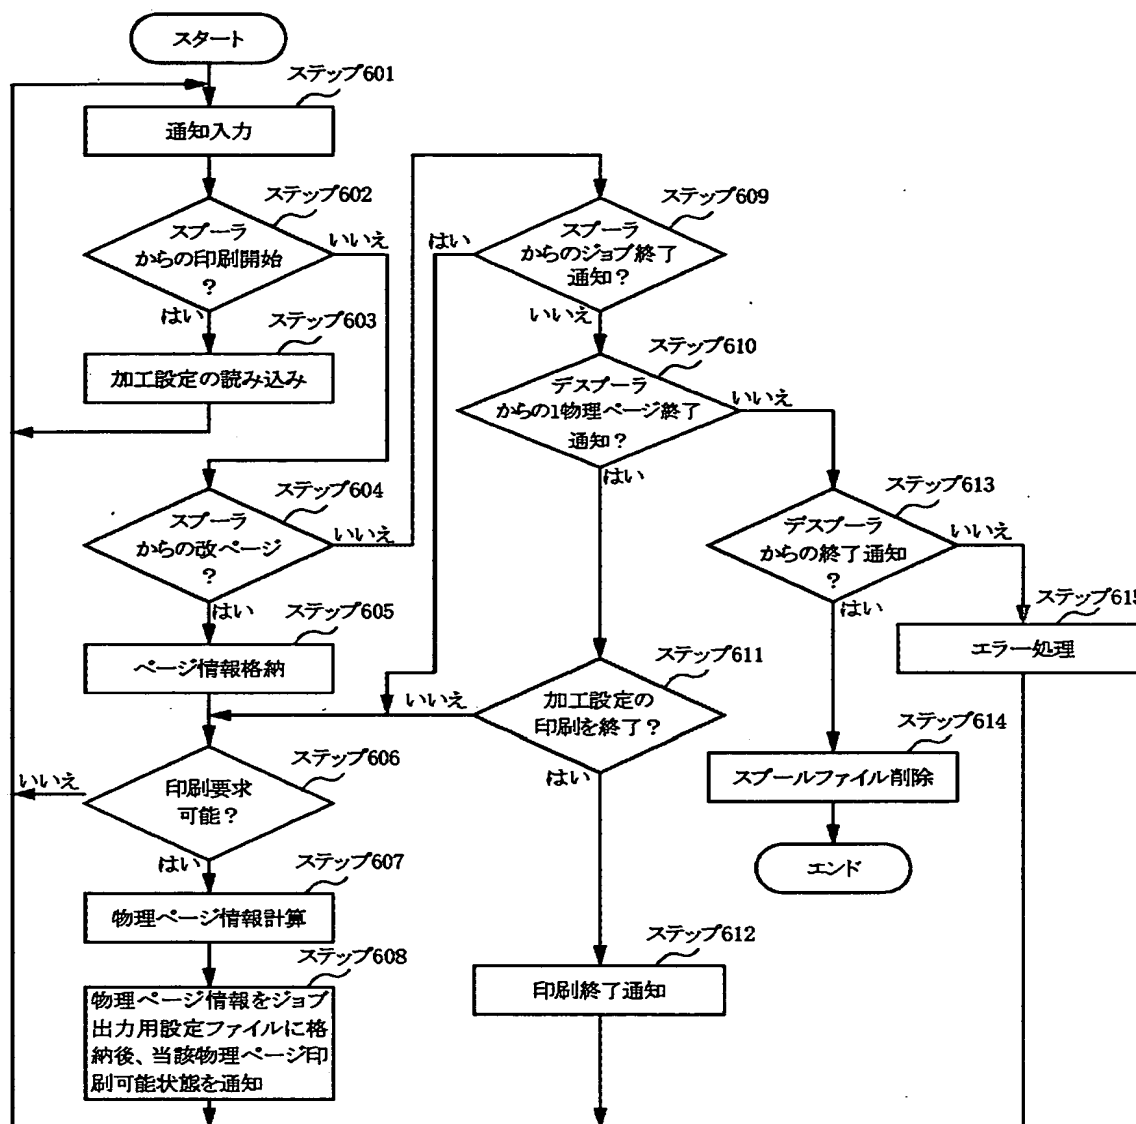 スタート
ステップ601
通知入力
ステップ602
スプーラ
からの印刷開始
?
いいえ
はい
ステップ603
加工設定の読み込み
ステップ604
スプーラ
からの改ページ
?
いいえ
はい
ステップ605
ページ情報格納
ステップ606
印刷要求
可能?
いいえ
はい
ステップ607
物理ページ情報計算
ステップ608
物理ページ情報をジョブ
出力用設定ファイルに格
納後、当該物理ページ印
刷可能状態を通知
ステップ609
スプーラ
からのジョブ終了
通知?
はい
いいえ
ステップ610
デスプーラ
からの1物理ページ終了
通知?
いいえ
はい
ステップ611
加工設定の
印刷を終了?
いいえ
はい
ステップ612
印刷終了通知
ステップ613
デスプーラ
からの終了通知
?
いいえ
はい
ステップ614
スプールファイル削除
エンド
ステップ615
エラー処理